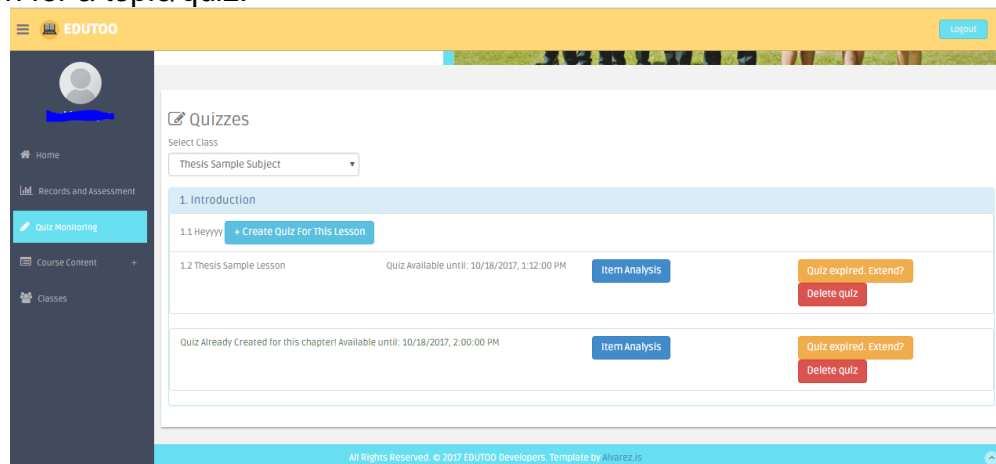 for a topic/quiz.
EDUTOO
Logout
Home
Records and Assessment
Quiz Monitoring
Course Content +
Classes
Quizzes
Select Class
Thesis Sample Subject
1. Introduction
1.1 Heyyyy + Create Quiz For This Lesson
1.2 Thesis Sample Lesson Quiz Available until: 10/18/2017, 1:12:00 PM Item Analysis Quiz expired. Extend?
Delete quiz
Quiz Already Created for this chapter! Available until: 10/18/2017, 2:00:00 PM Item Analysis Quiz expired. Extend?
Delete quiz
All Rights Reserved. © 2017 EDUTOO Developers. Template by Alvarez.is